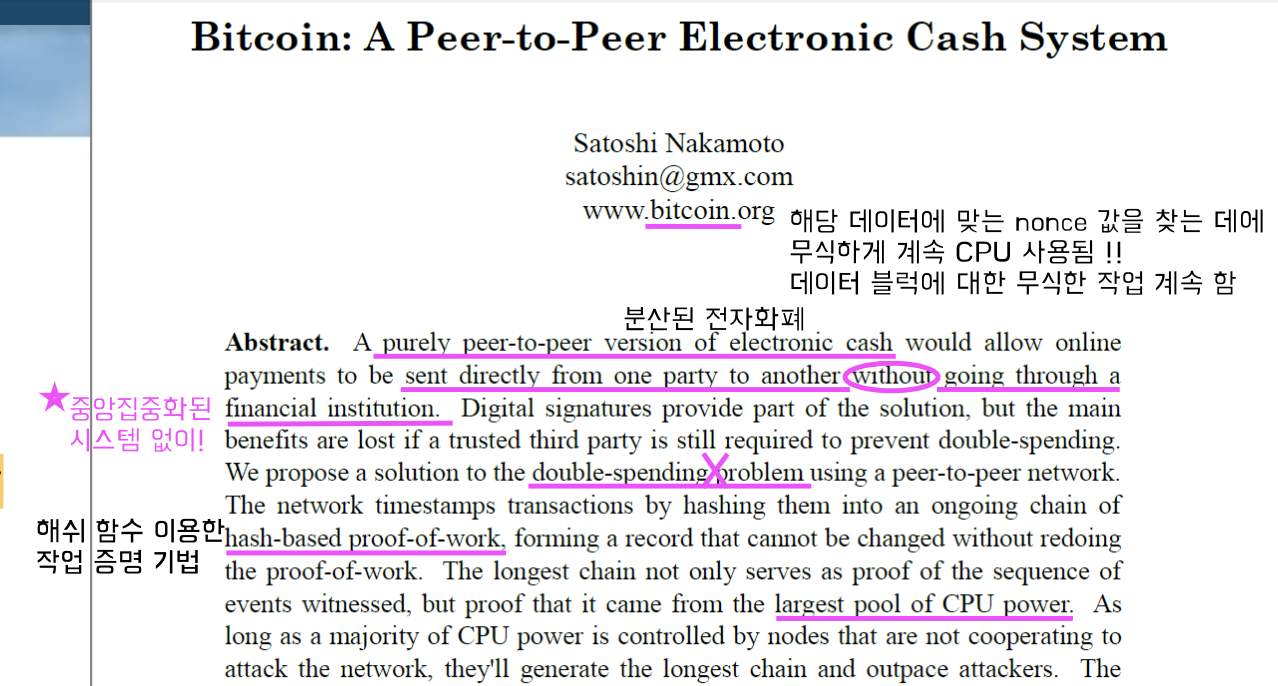 Bitcoin: A Peer-to-Peer Electronic Cash System
Satoshi Nakamoto
satoshin@gmx.com
www.bitcoin.org
해당 데이터에 맞는 nonce 값을 찾는 데에
무식하게 계속 CPU 사용됨 !!
데이터 블럭에 대한 무식한 작업 계속 함
분산된 전자화폐
Abstract. A purely peer-to-peer version of electronic cash would allow online
payments to be sent directly from one party to another without going through a
중앙집중화된
시스템 없이!
financial institution. Digital signatures provide part of the solution, but the main
benefits are lost if a trusted third party is still required to prevent double-spending.
We propose a solution to the double-spending problem using a peer-to-peer network.
The network timestamps transactions by hashing them into an ongoing chain of
해쉬 함수 이용한
작업 증명 기법
hash-based proof-of-work, forming a record that cannot be changed without redoing
the proof-of-work. The longest chain not only serves as proof of the sequence of
events witnessed, but proof that it came from the largest pool of CPU power. As
long as a majority of CPU power is controlled by nodes that are not cooperating to
attack the network, they'll generate the longest chain and outpace attackers. The